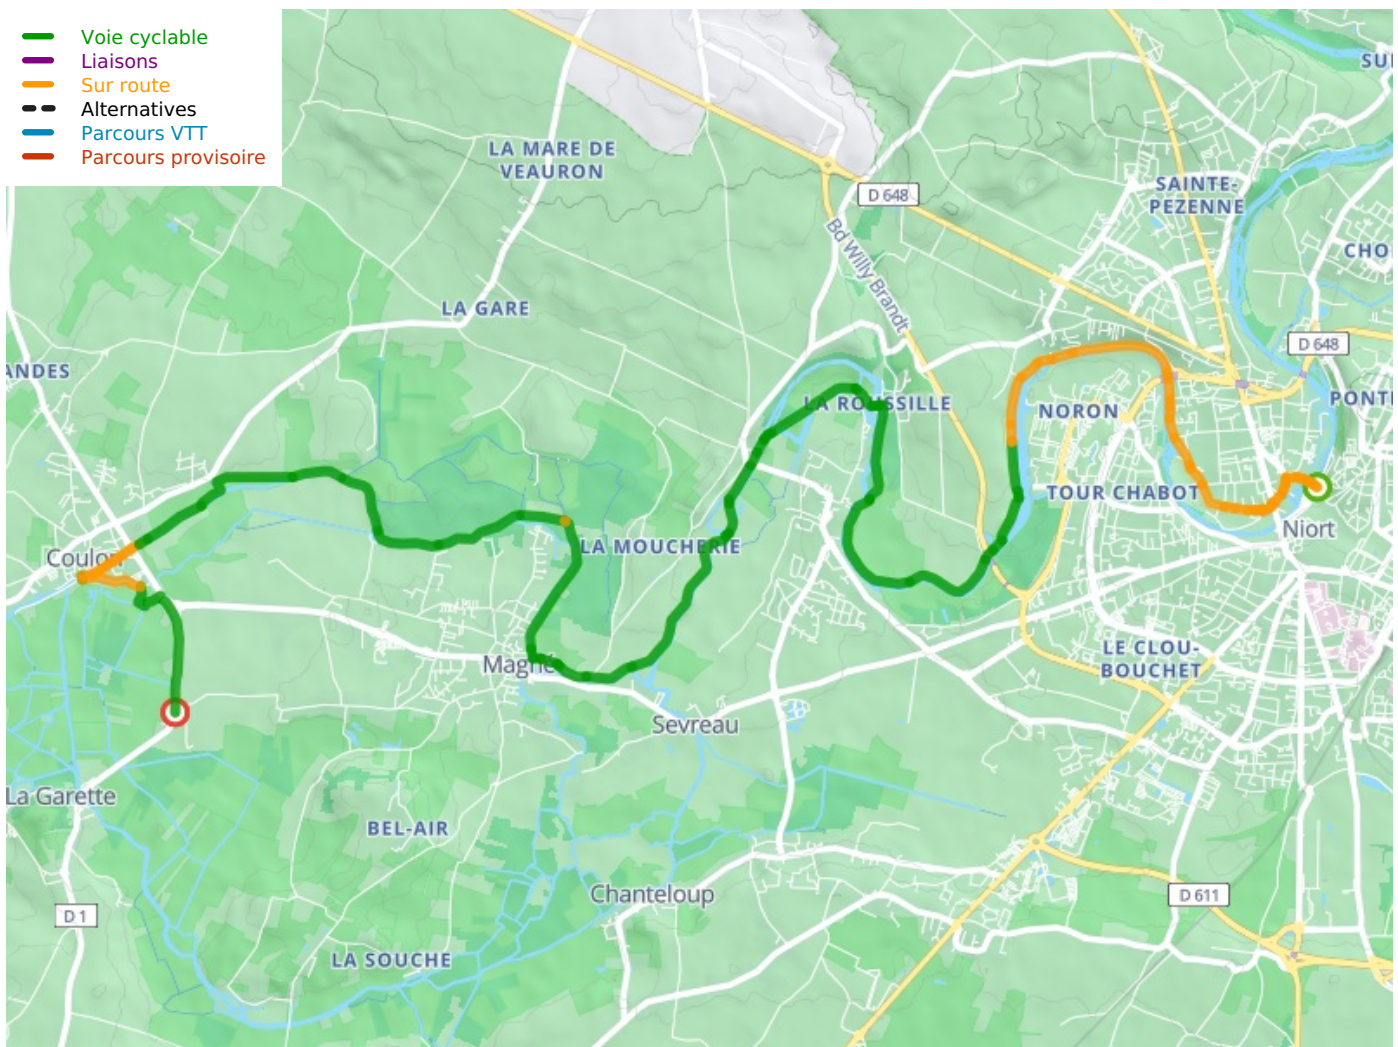 Voie cyclable
Liaisons
Sur route
Alternatives
Parcours VTT
Parcours provisoire
SU
LA MARE DE
VEAURON
D 648
SAINTE-
PEZENNE
CHO
Bd Willy Brandt
LA GARE
D 648
ANDES
LA ROUSSILLE
NORON
PONT
TOUR CHABOT
Niort
Coulon
LA MOUCHERIE
Magné
LE CLOU-
BOUCHET
Sevreau
La Garette
BEL-AIR
Chanteloup
D 611
D 1
LA SOUCHE